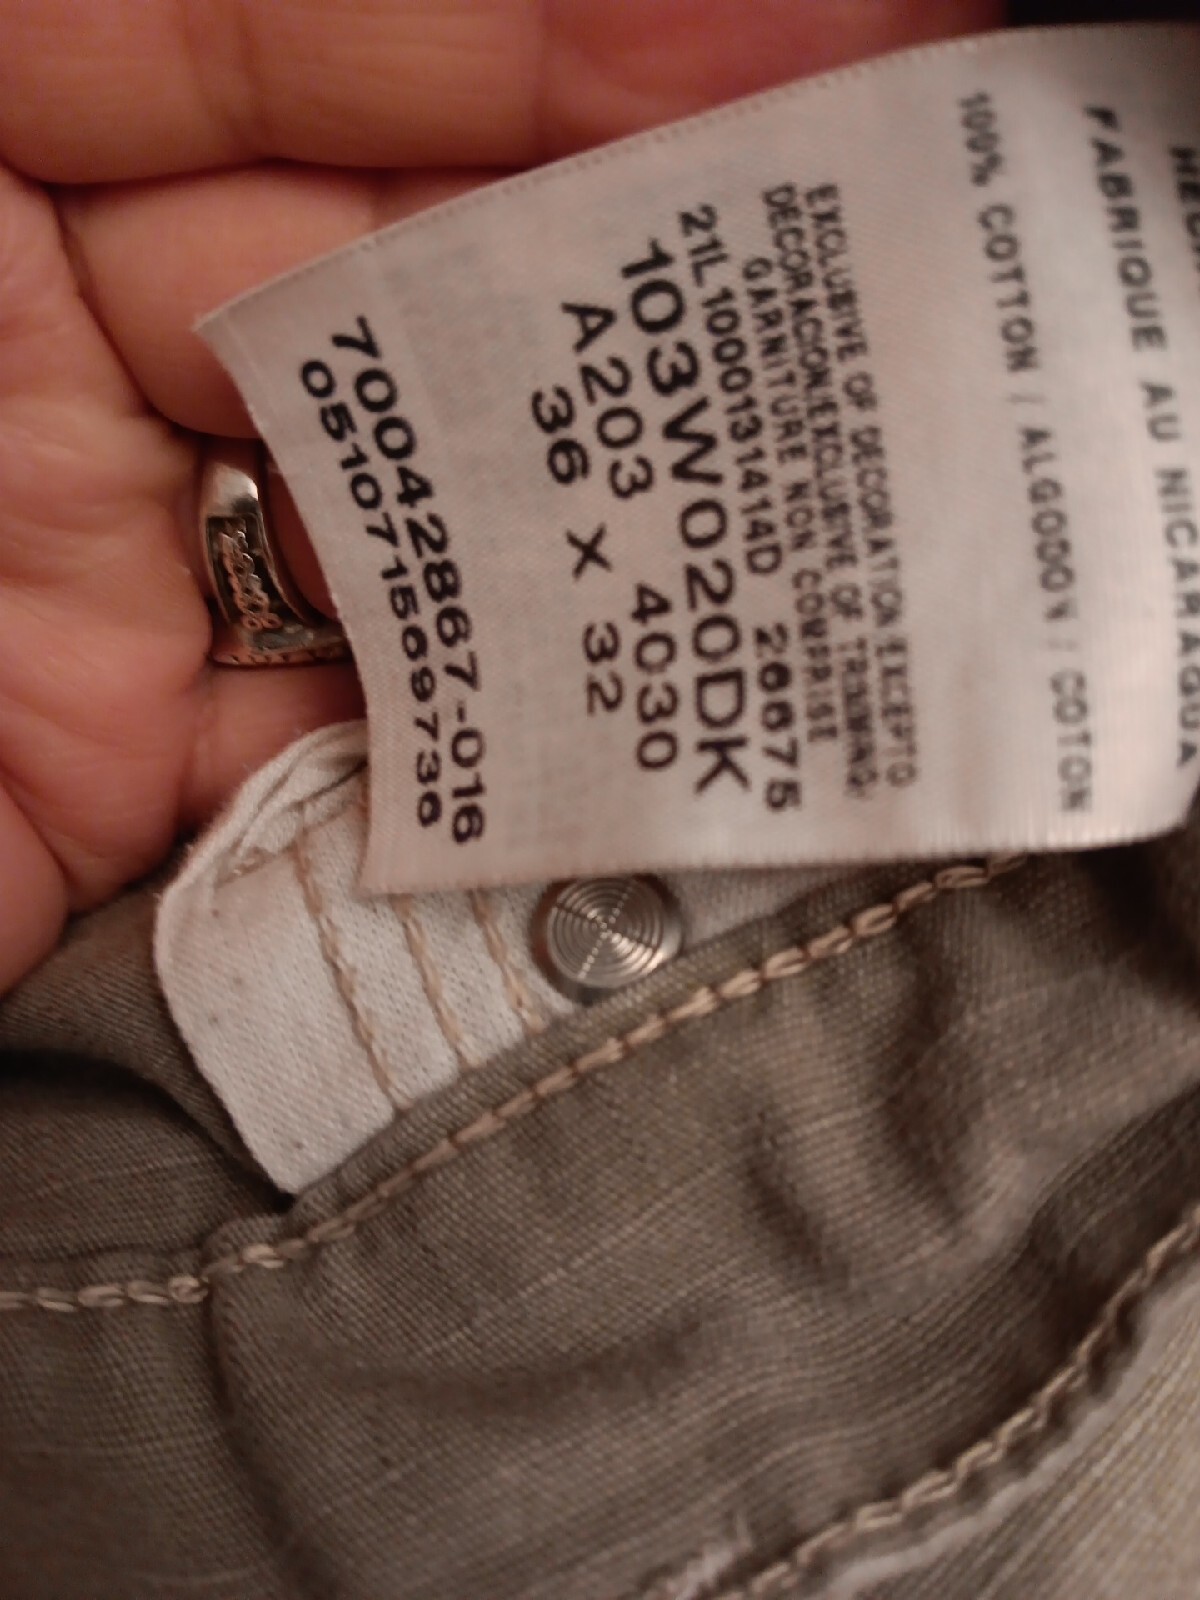 FABRIQUE AU NICARAGUA
100% COTTON / ALGODON / COTON
EXCLUSIVE OF DECORATION/EXCEPTO
DECORACION/EXCLUSIVE OF TRIMMING/
GARNITURE NON COMPRISE
21L1000131414D 26675
103W020DK
A203 4030
36 X 32
70042867-016
051071569736